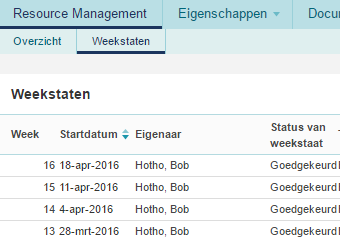 Resource Management Eigenschappen
Overzicht Weekstaten
Weekstaten
Week Startdatum Eigenaar Status van weekstaat
16 18-apr-2016 Hotho, Bob Goedgekeurd
15 11-apr-2016 Hotho, Bob Goedgekeurd
14 4-apr-2016 Hotho, Bob Goedgekeurd
13 28-mrt-2016 Hotho, Bob Goedgekeurd